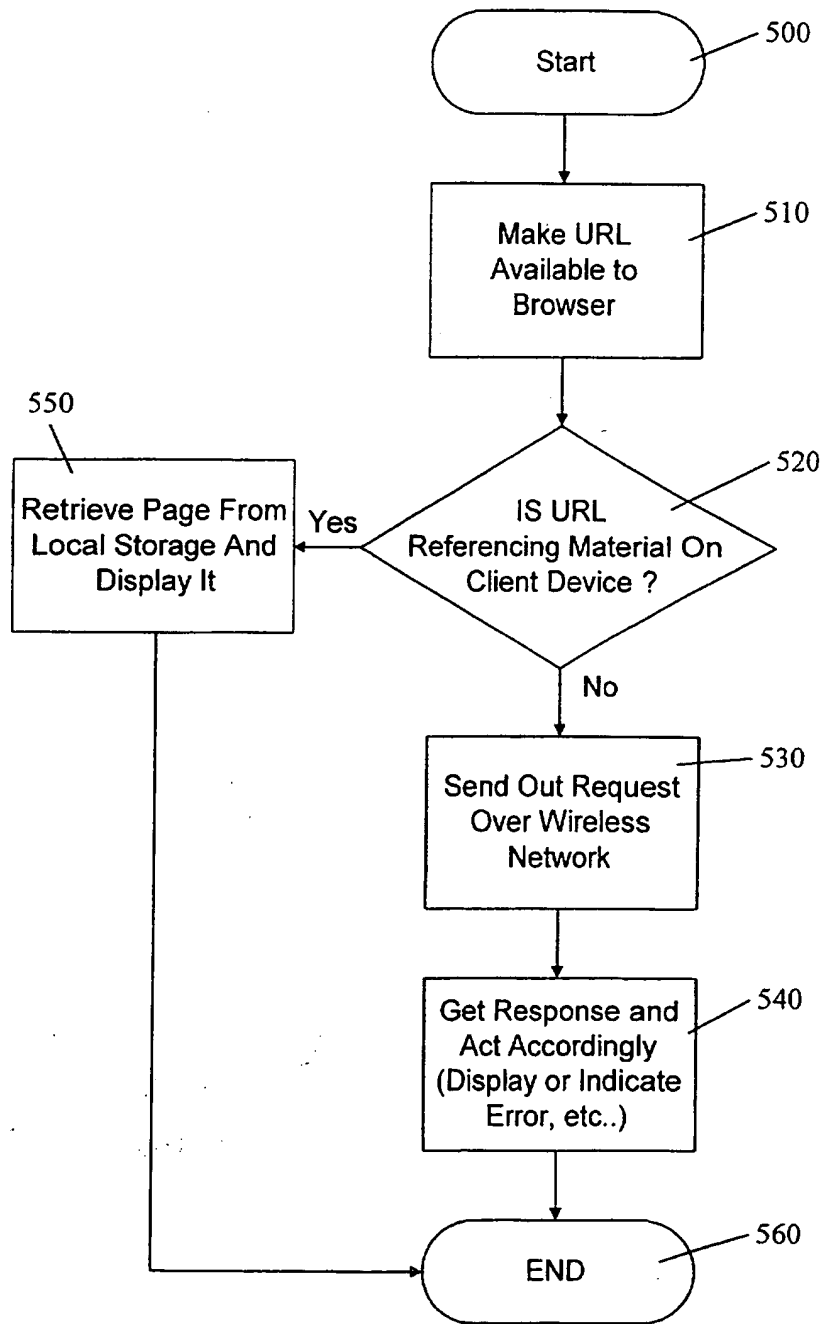 Start
500
Make URL
Available to
Browser
510
IS URL
Referencing Material On
Client Device ?
520
Yes
550
Retrieve Page From
Local Storage And
Display It
No
Send Out Request
Over Wireless
Network
530
Get Response and
Act Accordingly
(Display or Indicate
Error, etc..)
540
END
560